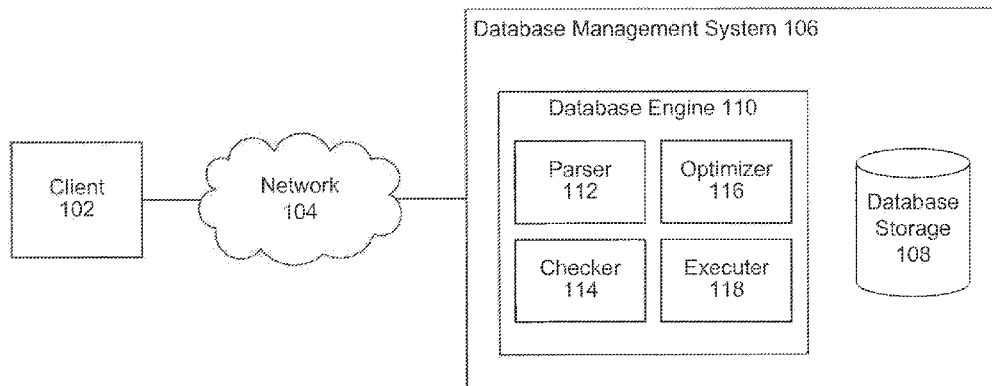 Database Management System 106
Database Engine 110
Client
102
Network
104
Parser
112
Optimizer
116
Checker
114
Executer
118
Database
Storage
108